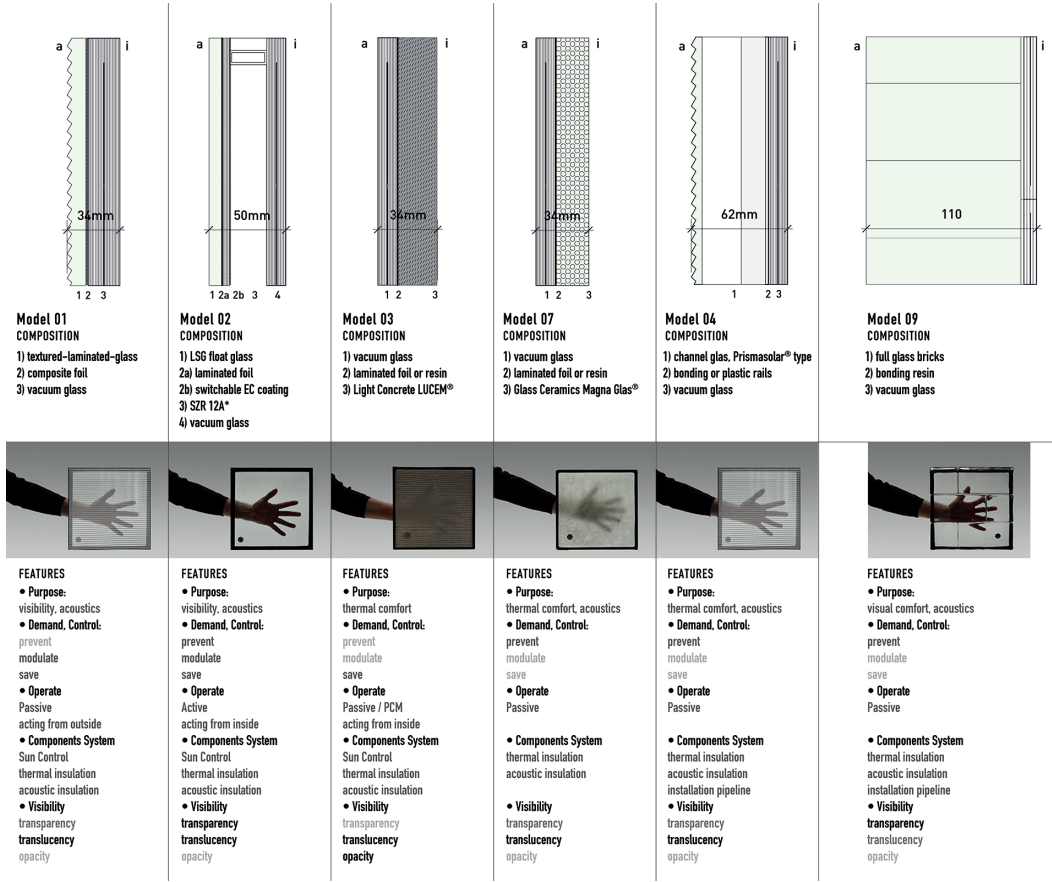 a i
34mm
1 2 3
Model 01
COMPOSITION
1) textured-laminated-glass
2) composite foil
3) vacuum glass
FEATURES
• Purpose:
visibility, acoustics
• Demand, Control:
prevent
modulate
save
• Operate
Passive
acting from outside
• Components System
Sun Control
thermal insulation
acoustic insulation
• Visibility
transparency
translucency
opacity
a i
50mm
1 2a 2b 3 4
Model 02
COMPOSITION
1) LSG float glass
2a) laminated foil
2b) switchable EC coating
3) SZR 12A*
4) vacuum glass
FEATURES
• Purpose:
visibility, acoustics
• Demand, Control:
prevent
modulate
save
• Operate
Active
acting from inside
• Components System
Sun Control
thermal insulation
acoustic insulation
• Visibility
transparency
translucency
opacity
a i
34mm
1 2 3
Model 03
COMPOSITION
1) vacuum glass
2) laminated foil or resin
3) Light Concrete LUCEM®
FEATURES
• Purpose:
thermal comfort
• Demand, Control:
prevent
modulate
save
• Operate
Passive / PCM
acting from inside
• Components System
Sun Control
thermal insulation
acoustic insulation
• Visibility
transparency
translucency
opacity
a i
34mm
1 2 3
Model 07
COMPOSITION
1) vacuum glass
2) laminated foil or resin
3) Glass Ceramics Magna Glas®
FEATURES
• Purpose:
thermal comfort, acoustics
• Demand, Control:
prevent
modulate
save
• Operate
Passive
• Components System
thermal insulation
acoustic insulation
• Visibility
transparency
translucency
opacity
a i
62mm
1 2 3
Model 04
COMPOSITION
1) channel glas, Prismasolar® type
2) bonding or plastic rails
3) vacuum glass
FEATURES
• Purpose:
thermal comfort, acoustics
• Demand, Control:
prevent
modulate
save
• Operate
Passive
• Components System
thermal insulation
acoustic insulation
installation pipeline
• Visibility
transparency
translucency
opacity
a i
110
Model 09
COMPOSITION
1) full glass bricks
2) bonding resin
3) vacuum glass
FEATURES
• Purpose:
visual comfort, acoustics
• Demand, Control:
prevent
modulate
save
• Operate
Passive
• Components System
thermal insulation
acoustic insulation
installation pipeline
• Visibility
transparency
translucency
opacity